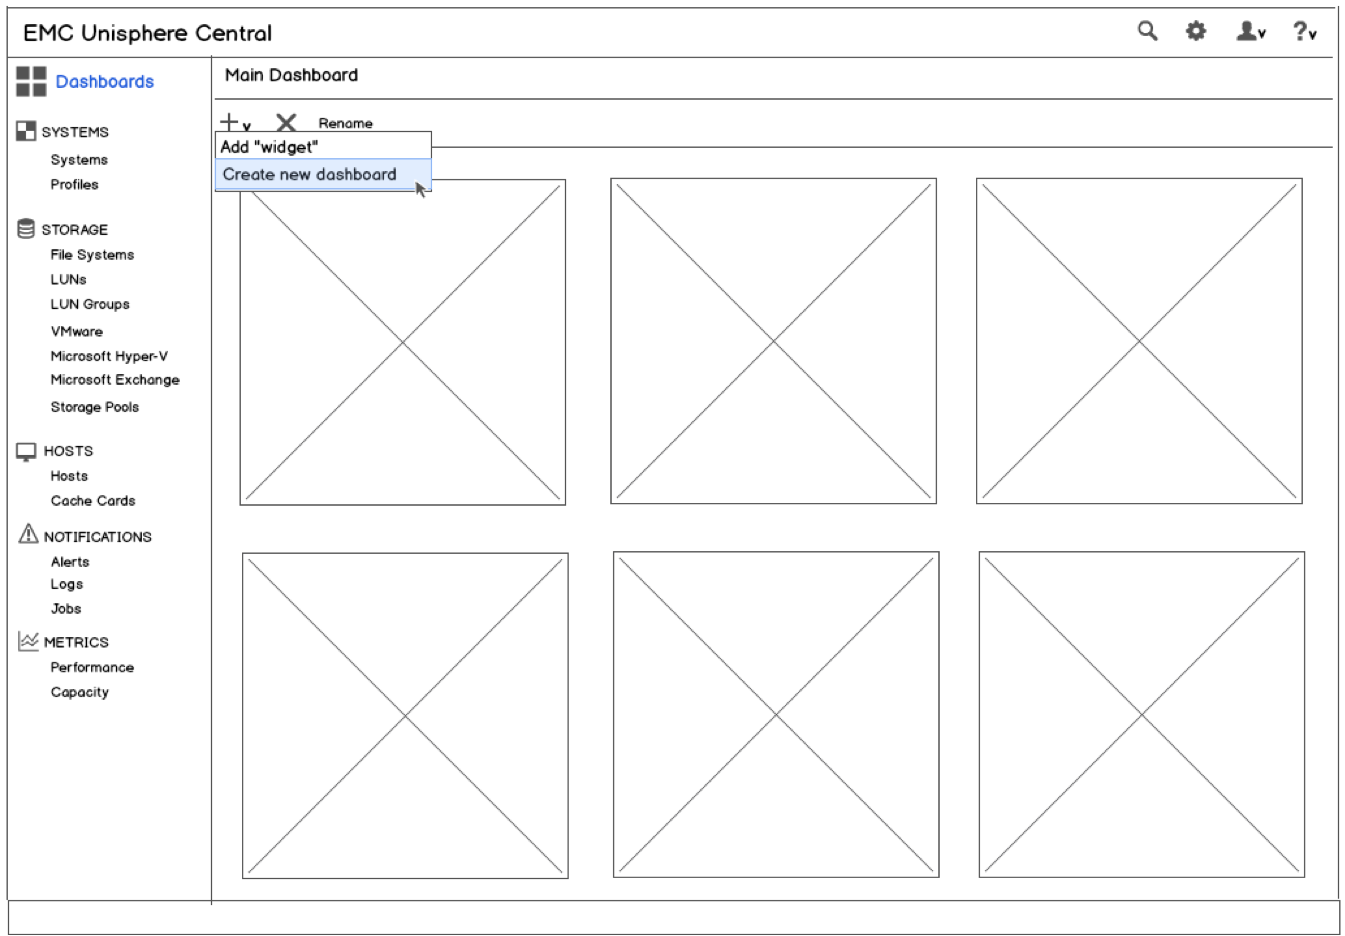 EMC Unisphere Central
?
Dashboards
Main Dashboard
Rename
Add "widget"
Create new dashboard
SYSTEMS
Systems
Profiles
STORAGE
File Systems
LUNs
LUN Groups
VMware
Microsoft Hyper-V
Microsoft Exchange
Storage Pools
HOSTS
Hosts
Cache Cards
NOTIFICATIONS
Alerts
Logs
Jobs
METRICS
Performance
Capacity